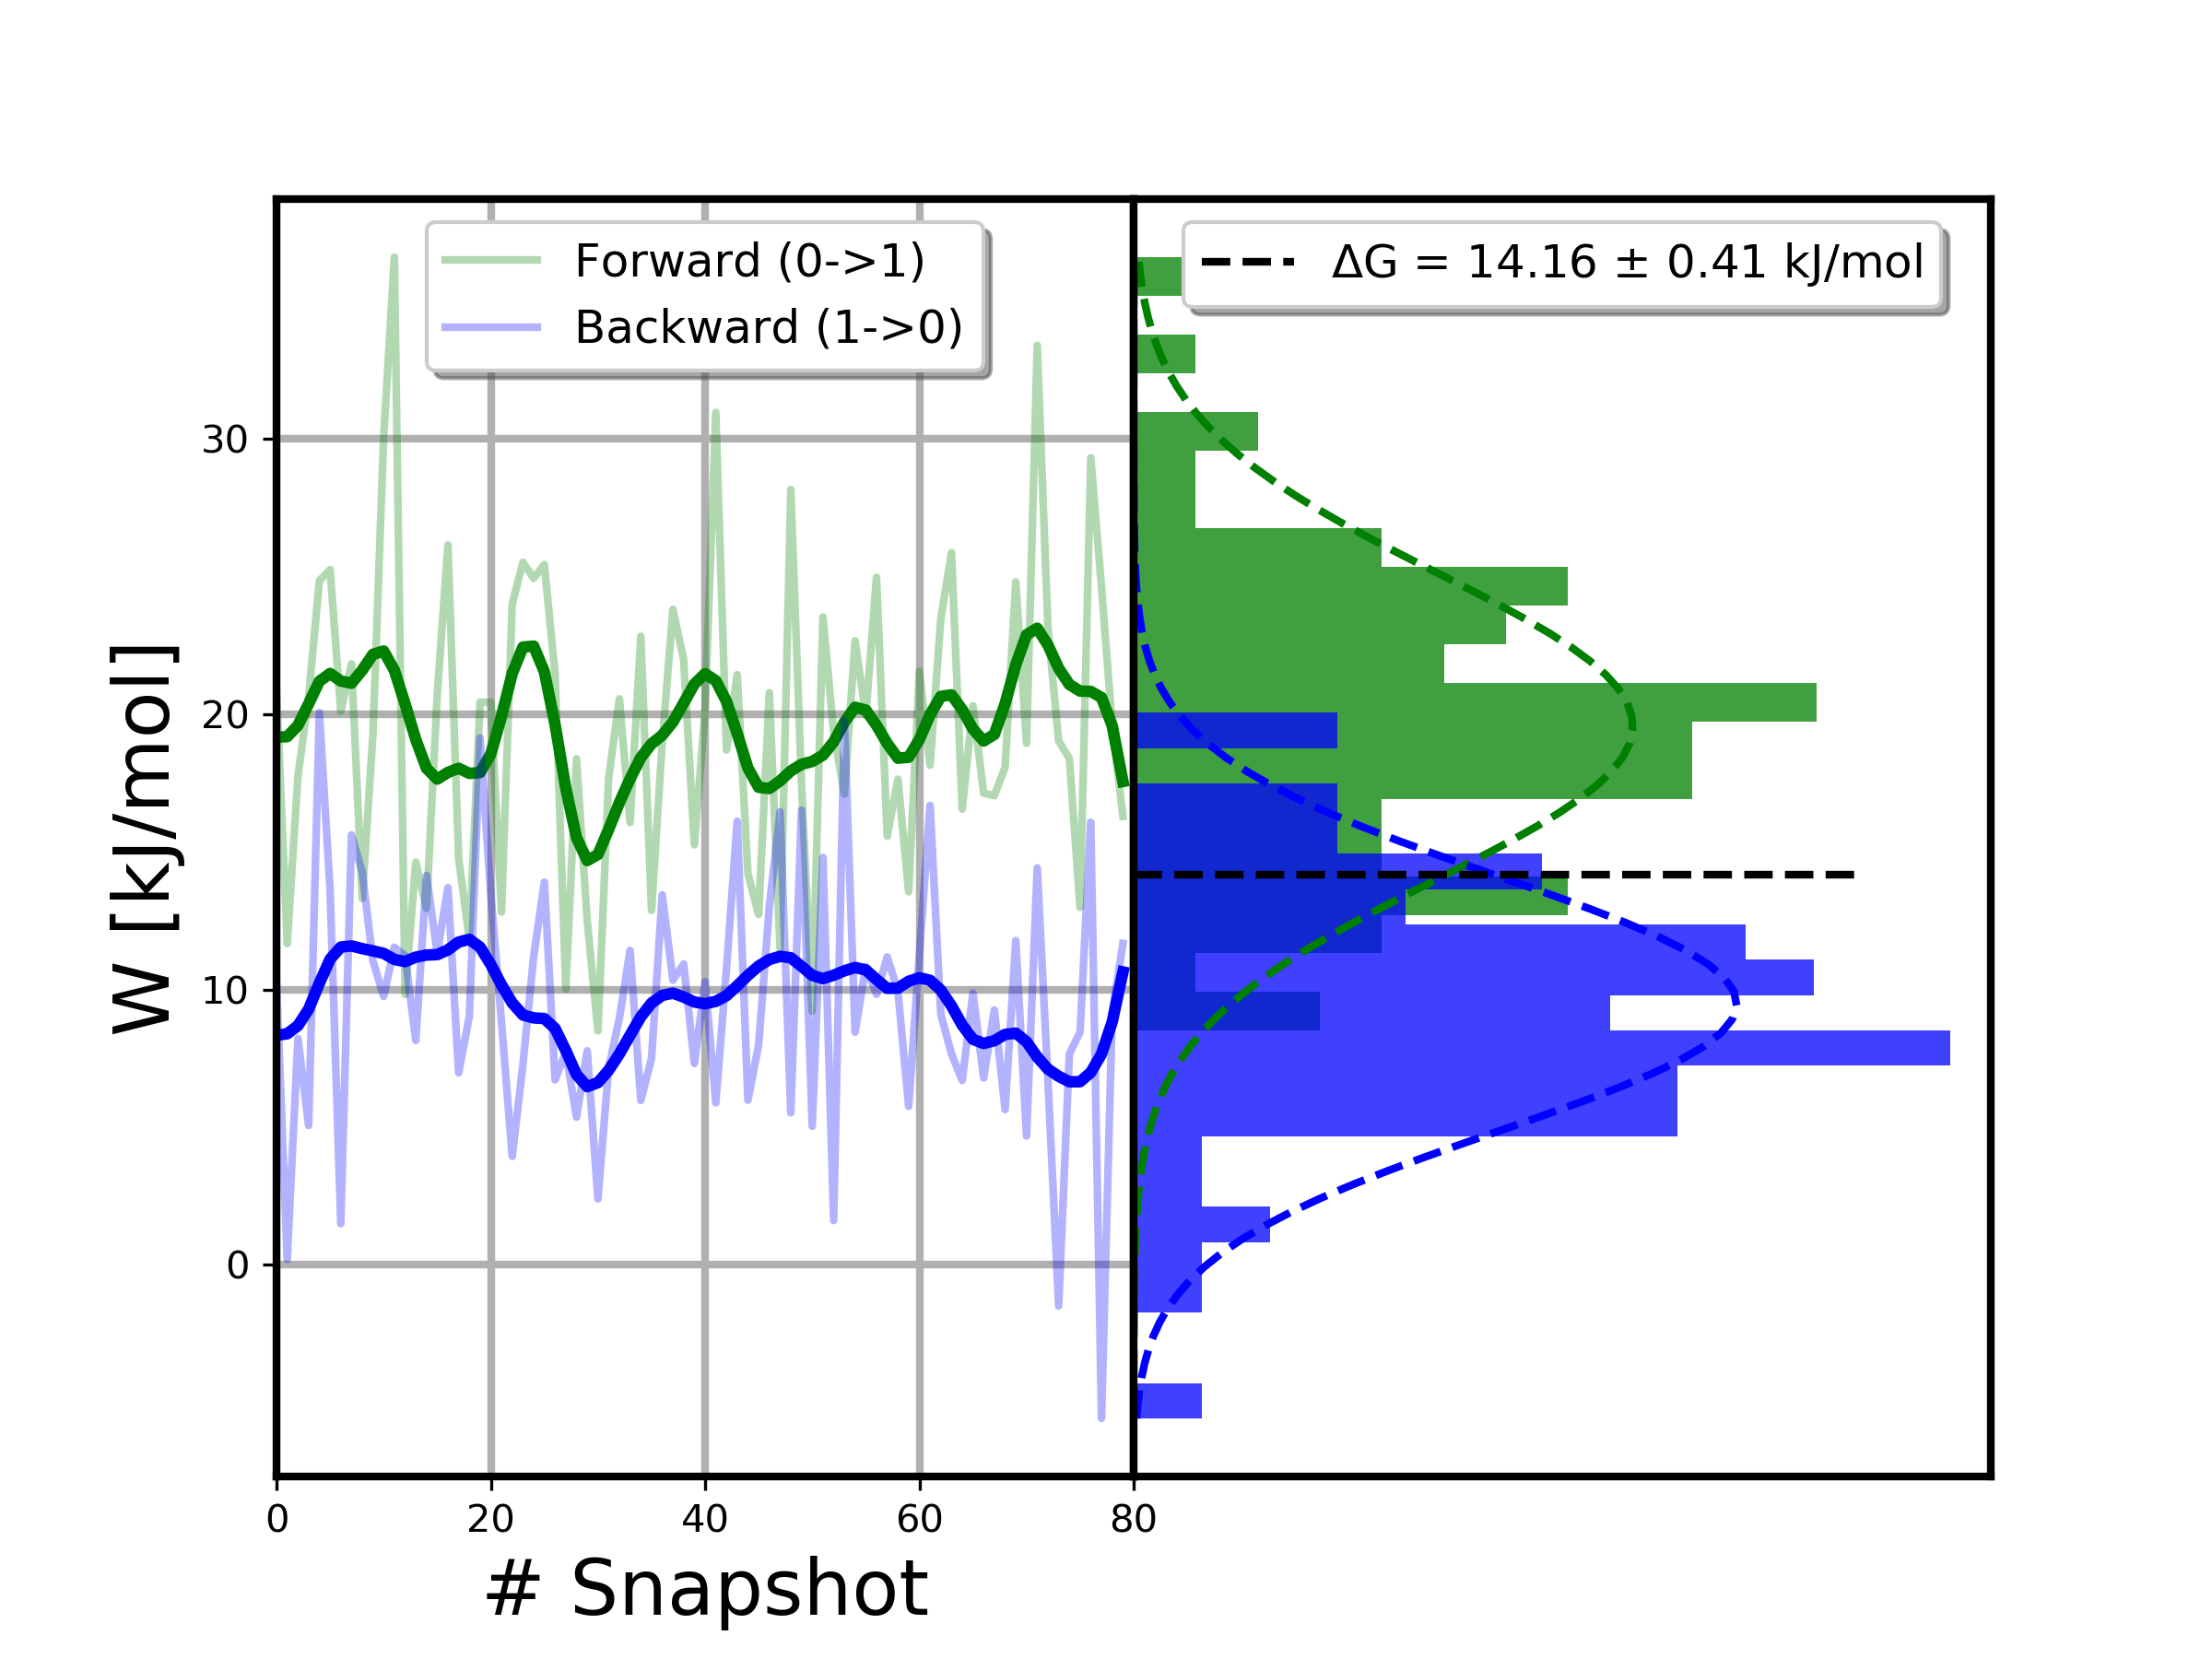 Forward (0->1)
Backward (1->0)
ΔG = 14.16 ± 0.41 kJ/mol
W [kJ/mol]
30
20
10
0
0 20 40 60 80
# Snapshot